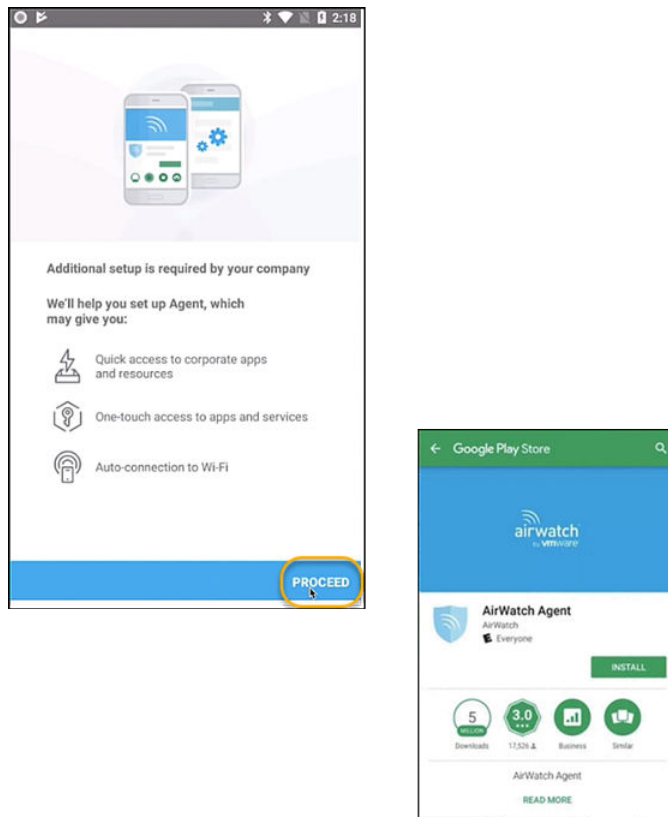 2:18
Additional setup is required by your company
We'll help you set up Agent, which
may give you:
Quick access to corporate apps
and resources
One-touch access to apps and services
Auto-connection to Wi-Fi
PROCEED
Google Play Store
airwatch
by vmware
AirWatch Agent
AirWatch
E Everyone
INSTALL
5
MILLION
Downloads
3.0
17,526
Business
Similar
AirWatch Agent
READ MORE